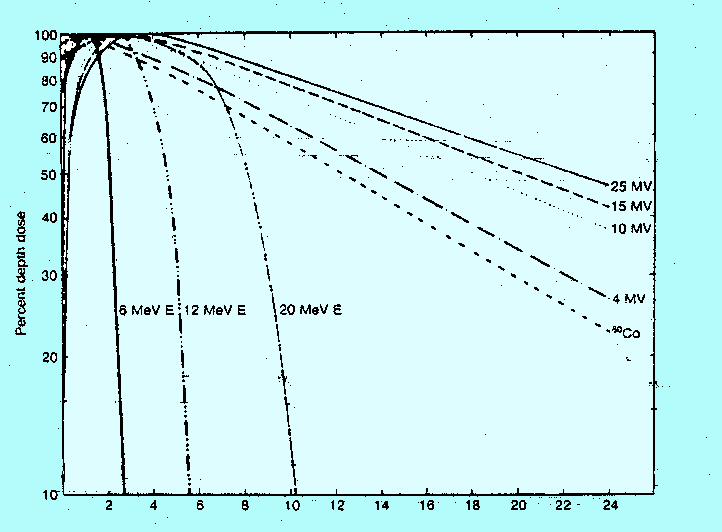 100
90
80
70
60
50
40
30
20
10
Percent depth dose
25 MV
15 MV
10 MV
4 MV
60Co
6 MeV E
12 MeV E
20 MeV E
2 4 6 8 10 12 14 16 18 20 22 24